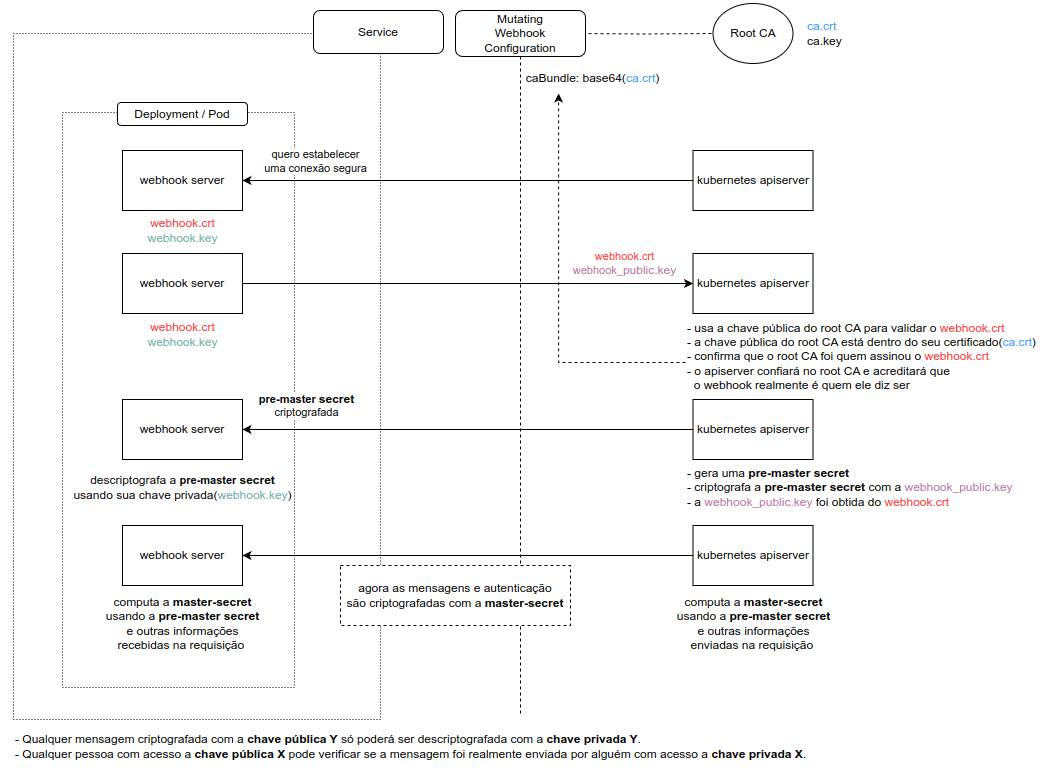 Service
Mutating
Webhook
Configuration
Root CA
ca.crt
ca.key
caBundle: base64(ca.crt)
Deployment / Pod
quero estabelecer
uma conexão segura
webhook server
kubernetes apiserver
webhook.crt
webhook.key
webhook.crt
webhook_public.key
webhook server
kubernetes apiserver
webhook.crt
webhook.key
- usa a chave pública do root CA para validar o webhook.crt
- a chave pública do root CA está dentro do seu certificado(ca.crt)
- confirma que o root CA foi quem assinou o webhook.crt
- o apiserver confiará no root CA e acreditará que
o webhook realmente é quem ele diz ser
pre-master secret
criptografada
webhook server
kubernetes apiserver
descriptografa a pre-master secret
usando sua chave privada(webhook.key)
- gera uma pre-master secret
- criptografa a pre-master secret com a webhook_public.key
- a webhook_public.key foi obtida do webhook.crt
webhook server
kubernetes apiserver
agora as mensagens e autenticação
são criptografadas com a master-secret
computa a master-secret
usando a pre-master secret
e outras informações
recebidas na requisição
computa a master-secret
usando a pre-master secret
e outras informações
enviadas na requisição
- Qualquer mensagem criptografada com a chave pública Y só poderá ser descriptografada com a chave privada Y.
- Qualquer pessoa com acesso a chave pública X pode verificar se a mensagem foi realmente enviada por alguém com acesso a chave privada X.